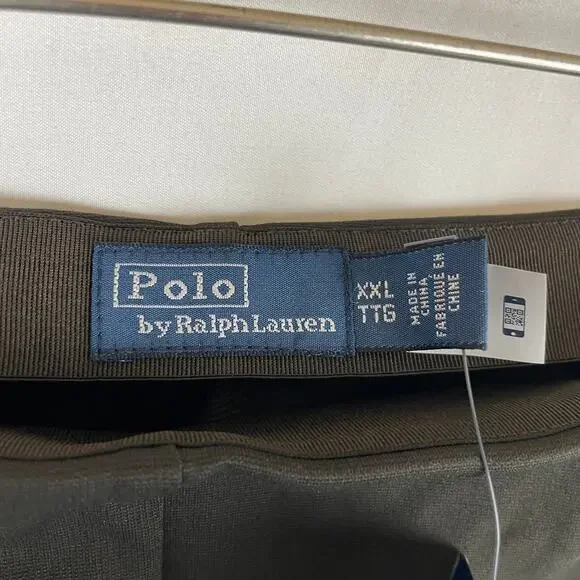 Polo
by Ralph Lauren
XXL
TTG
MADE IN
CHINA,
FABRIQUÉ EN
CHINE